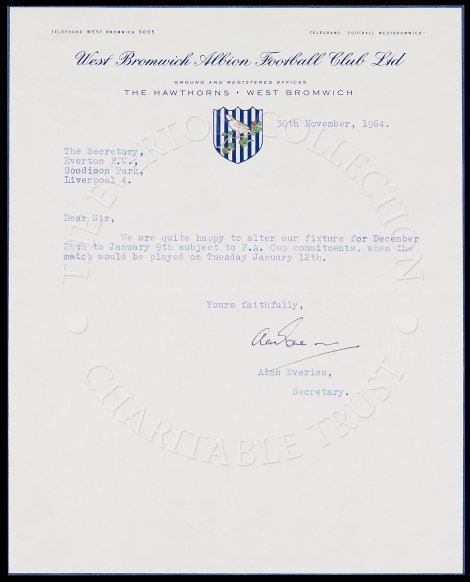 TELEPHONE WEST BROMWICH 0095
TELEGRAMS "FOOTBALL WESTBROMWICH"
West Bromwich Albion Football Club Ltd
GROUND AND REGISTERED OFFICES
THE HAWTHORNS · WEST BROMWICH
30th November, 1964.
The Secretary,
Everton F.C.,
Goodison Park,
Liverpool 4.
Dear Sir,
We are quite happy to alter our fixture for December
28th to January 9th subject to F.A. Cup commitments, when the
match would be played on Tuesday January 12th.
Yours faithfully,
Alan Everiss,
Secretary.
THE EVERTON COLLECTION
CHARITABLE TRUST